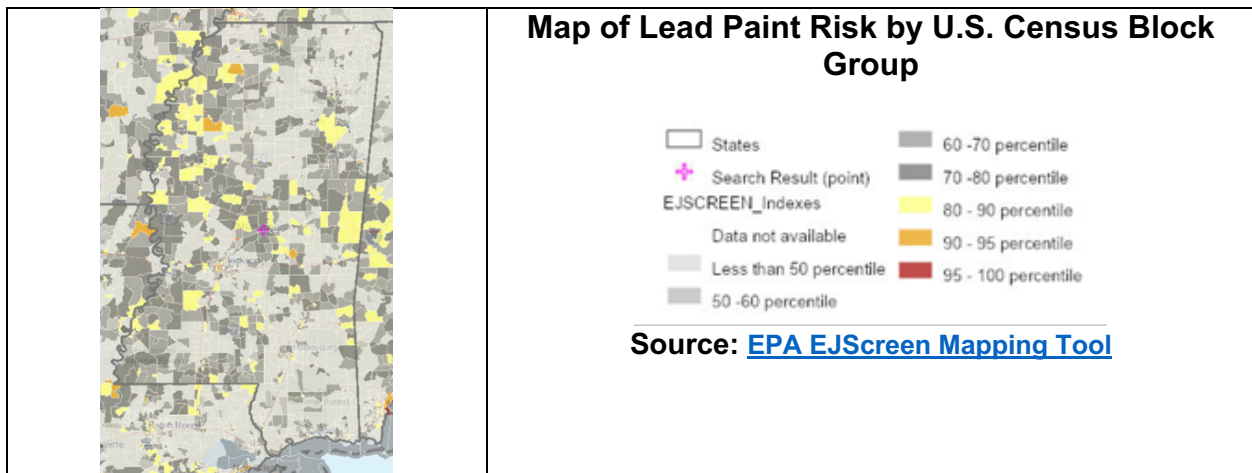 Map of Lead Paint Risk by U.S. Census Block
Group
States
Search Result (point)
EJSCREEN_Indexes
Data not available
Less than 50 percentile
50 -60 percentile
60 -70 percentile
70 -80 percentile
80 - 90 percentile
90 - 95 percentile
95 - 100 percentile
Source: EPA EJScreen Mapping Tool